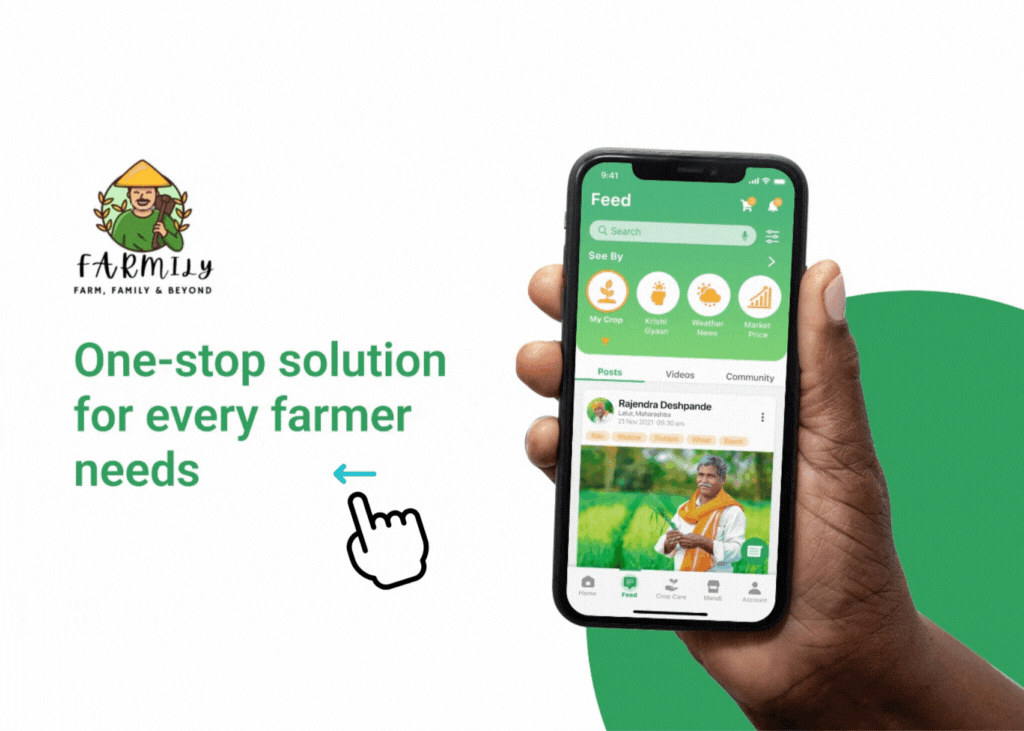 FARMILY
FARM, FAMILY & BEYOND
One-stop solution
for every farmer
needs
9:41
Feed
Search
See By
My Crop
Krishi
Gyaan
Weather
News
Market
Price
Posts
Videos
Community
Rajendra Deshpande
Latur, Maharashtra
21 Nov 2021, 09:30 am
Wheat
Home
Feed
Crop Care
Mandi
Account